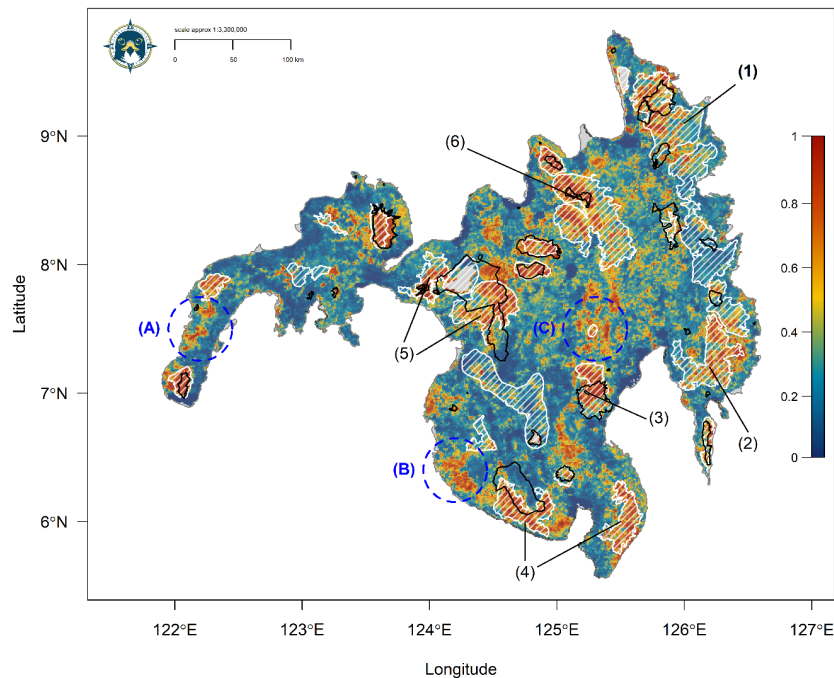 scale approx 1:3,300,000
0 50 100 km
(1)
9°N
1
(6)
0.8
8°N
Latitude
0.6
(A)
(C)
0.4
(5)
7°N
0.2
(3)
(2)
0
(B)
6°N
(4)
122°E 123°E 124°E 125°E 126°E 127°E
Longitude